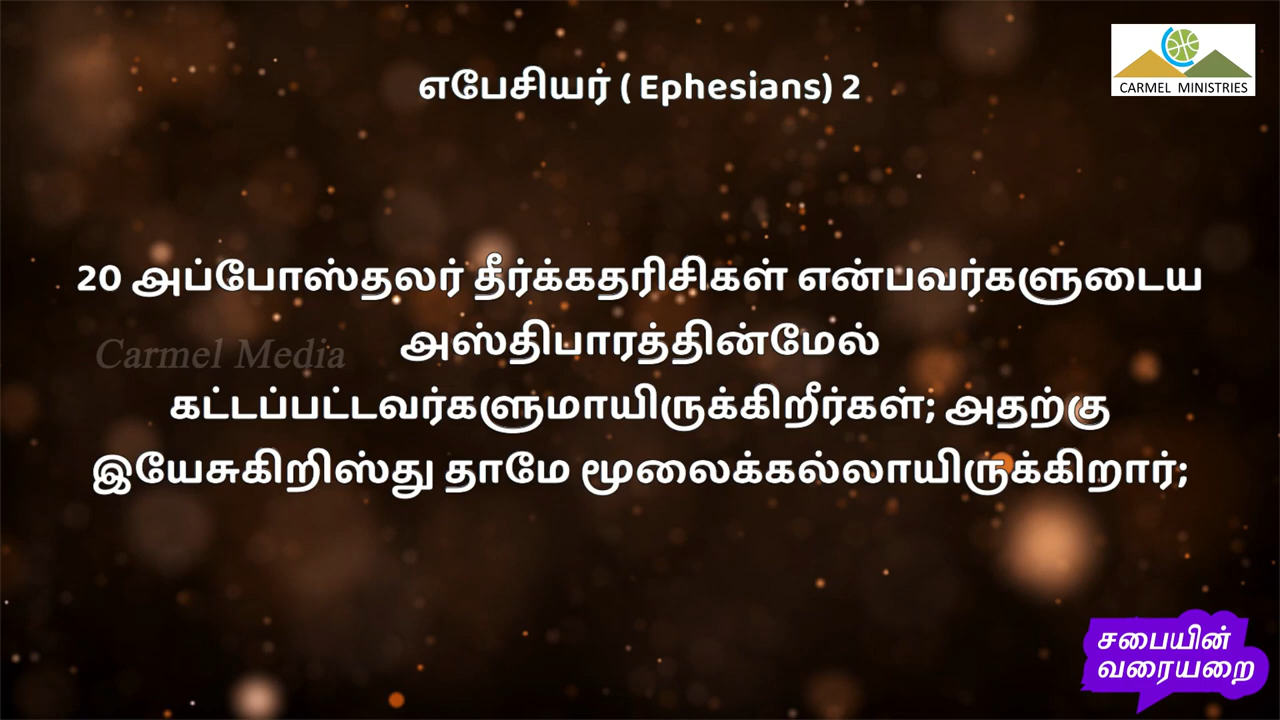 CARMEL MINISTRIES
எபேசியர் ( Ephesians) 2
20 அப்போஸ்தலர் தீர்க்கதரிசிகள் என்பவர்களுடைய
அஸ்திபாரத்தின்மேல்
Carmel Media
கட்டப்பட்டவர்களுமாயிருக்கிறீர்கள்; அதற்கு
இயேசுகிறிஸ்து தாமே மூலைக்கல்லாயிருக்கிறார்;
சபையின்
வரையறை